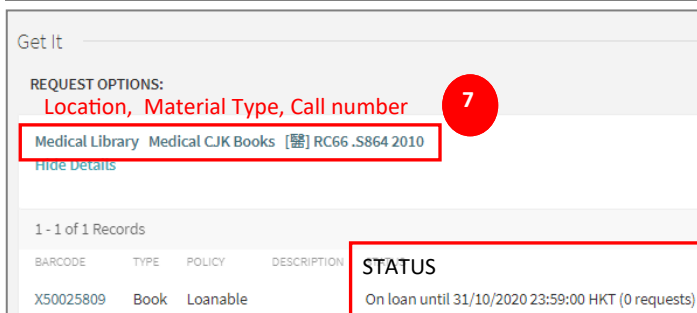 Get It
REQUEST OPTIONS:
Location, Material Type, Call number
7
Medical Library Medical CJK Books [醫] RC66 .S864 2010
Hide Details
1 - 1 of 1 Records
BARCODE TYPE POLICY DESCRIPTION STATUS
X50025809 Book Loanable On loan until 31/10/2020 23:59:00 HKT (0 requests)